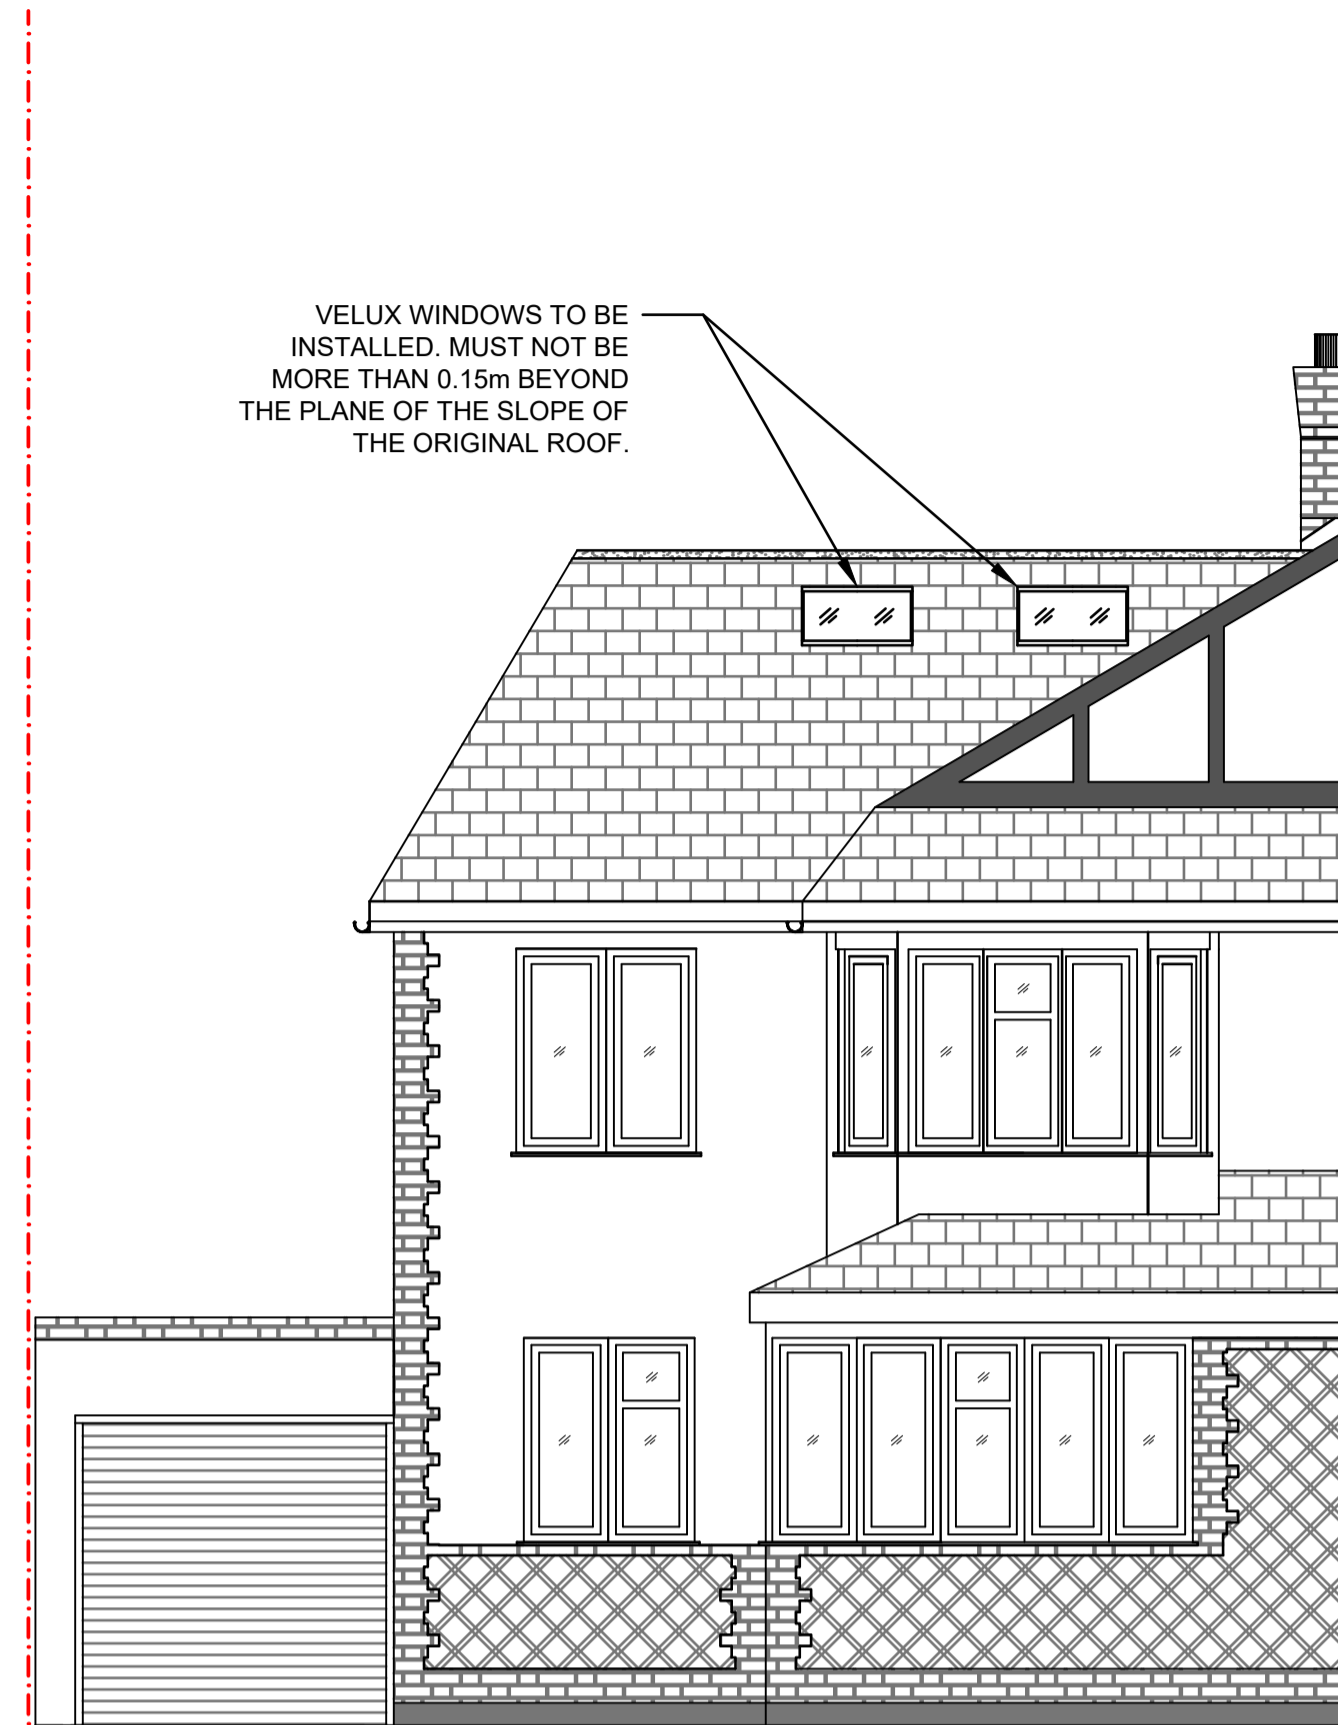 VELUX WINDOWS TO BE
INSTALLED. MUST NOT BE
MORE THAN 0.15m BEYOND
THE PLANE OF THE SLOPE OF
THE ORIGINAL ROOF.